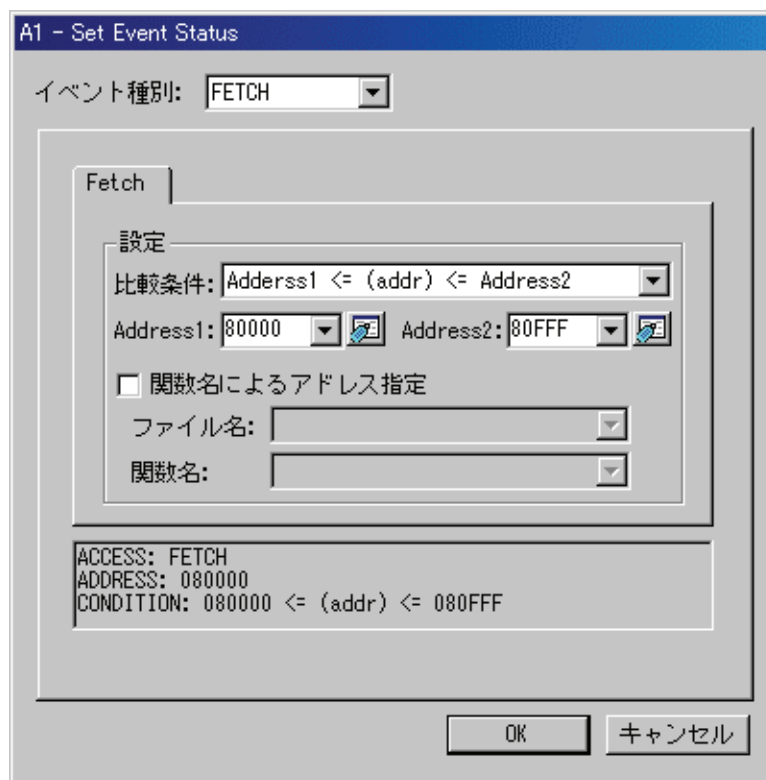 A1 - Set Event Status
イベント種別: FETCH
Fetch
設定
比較条件: Adderss1 <= (addr) <= Address2
Address1: 80000 Address2: 80FFF
関数名によるアドレス指定
ファイル名:
関数名:
ACCESS: FETCH
ADDRESS: 080000
CONDITION: 080000 <= (addr) <= 080FFF
OK キャンセル